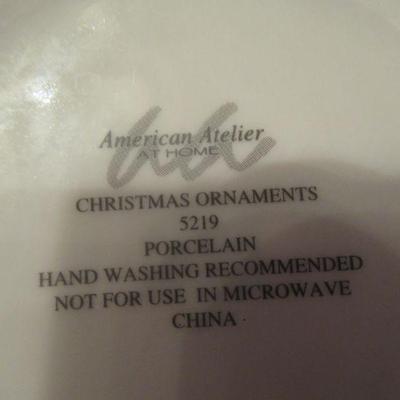 American Atelier
AT HOME
CHRISTMAS ORNAMENTS
5219
PORCELAIN
HAND WASHING RECOMMENDED
NOT FOR USE IN MICROWAVE
CHINA